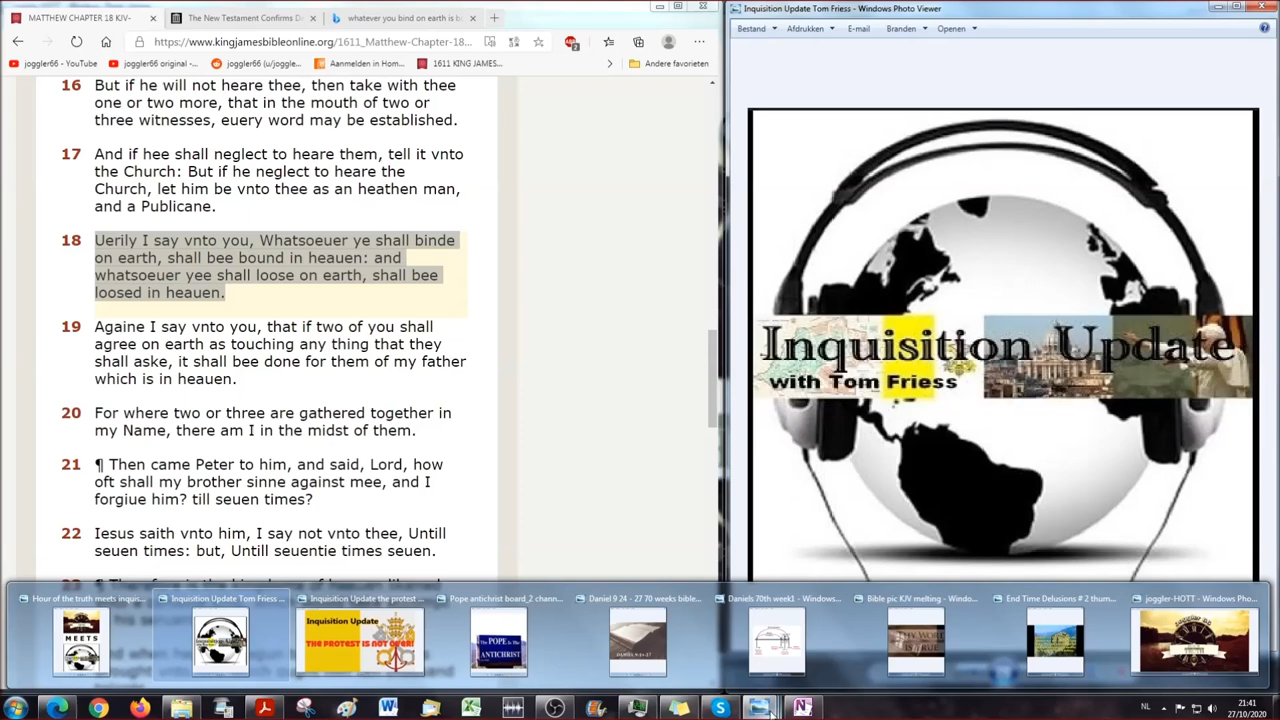 MATTHEW CHAPTER 18 KJV-
The New Testament Confirms De
whatever you bind on earth is bo
https://www.kingjamesbibleonline.org/1611_Matthew-Chapter-18...
joggler66 - YouTube
joggler66 original -...
joggler66 (u/joggle...
Aanmelden in Hom...
1611 KING JAMES...
Andere favorieten
16 But if he will not heare thee, then take with thee
one or two more, that in the mouth of two or
three witnesses, euery word may be established.
17 And if hee shall neglect to heare them, tell it vnto
the Church: But if he neglect to heare the
Church, let him be vnto thee as an heathen man,
and a Publicane.
18 Uerily I say vnto you, Whatsoeuer ye shall binde
on earth, shall bee bound in heauen: and
whatsoeuer yee shall loose on earth, shall bee
loosed in heauen.
19 Againe I say vnto you, that if two of you shall
agree on earth as touching any thing that they
shall aske, it shall bee done for them of my father
which is in heauen.
20 For where two or three are gathered together in
my Name, there am I in the midst of them.
21 ¶ Then came Peter to him, and said, Lord, how
oft shall my brother sinne against mee, and I
forgiue him? till seuen times?
22 Iesus saith vnto him, I say not vnto thee, Untill
seuen times: but, Untill seuentie times seuen.
Inquisition Update Tom Friess - Windows Photo Viewer
Bestand
Afdrukken
E-mail
Branden
Openen
Inquisition Update
with Tom Friess
Hour of the truth meets inquis...
Inquisition Update Tom Friess ...
Inquisition Update the protest ...
Pope antichrist board_2 chann...
Daniel 9 24 - 27 70 weeks bible...
Daniels 70th week1 - Windows...
Bible pic KJV melting - Window...
End Time Delusions # 2 thum...
joggler-HOTT - Windows Pho...
MEETS
Inquisition Update
THE PROTEST IS NOT OVER!
The POPE Is The
ANTICHRIST
NL
21:41
27/10/2020